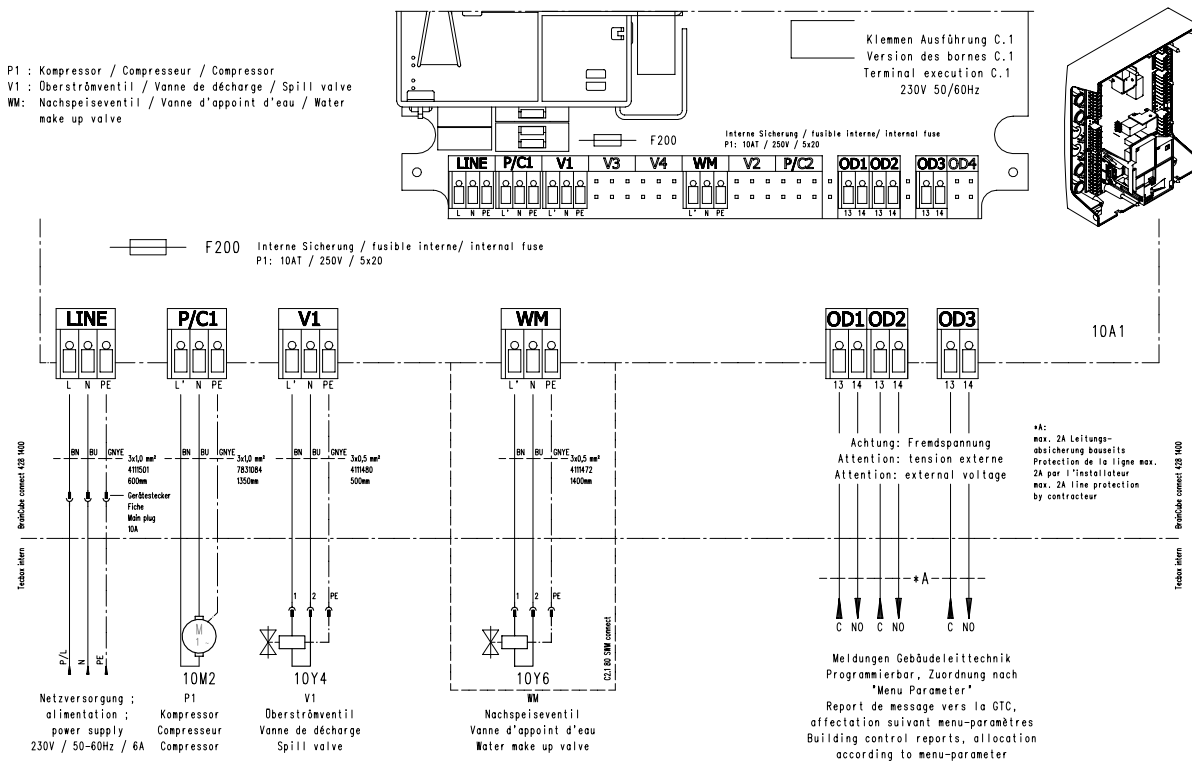 P1 : Kompressor / Compresseur / Compressor
V1 : Überströmventil / Vanne de décharge / Spill valve
WM: Nachspeiseventil / Vanne d'appoint d'eau / Water
make up valve
Klemmen Ausführung C.1
Version des bornes C.1
Terminal execution C.1
230V 50/60Hz
F200
Interne Sicherung / fusible interne/ internal fuse
P1: 10AT / 250V / 5x20
LINE P/C1 V1 V3 V4 WM V2 P/C2 OD1 OD2 OD3 OD4
L N PE L' N PE L' N PE L' N PE 13 14 13 14 13 14
F200 Interne Sicherung / fusible interne/ internal fuse
P1: 10AT / 250V / 5x20
LINE P/C1 V1 WM OD1 OD2 OD3
10A1
L N PE L' N PE L' N PE L' N PE 13 14 13 14 13 14
BN BU GNYE
3x1,0 mm²
4111501
600mm
Gerätestecker
Fiche
Main plug
10A
BN BU GNYE
3x1,0 mm²
7831084
1350mm
BN BU GNYE
3x0,5 mm²
4111480
500mm
BN BU GNYE
3x0,5 mm²
4111472
1400mm
Achtung: Fremdspannung
Attention: tension externe
Attention: external voltage
*A:
max. 2A Leitungs-
absicherung bauseits
Protection de la ligne max.
2A par l'installateur
max. 2A line protection
by contracteur
BrainCube connect 428 1400
Tecbox intern
BrainCube connect 428 1400
Tecbox intern
*A
1 2 PE
1 2 PE
C NO C NO C NO
P/L N PE
M
1 ~
C2.1 80 SWM connect
Netzversorgung ;
alimentation ;
power supply
230V / 50-60Hz / 6A
10M2
P1
Kompressor
Compresseur
Compressor
10Y4
V1
Überströmventil
Vanne de décharge
Spill valve
10Y6
WM
Nachspeiseventil
Vanne d'appoint d'eau
Water make up valve
Meldungen Gebäudeleittechnik
Programmierbar, Zuordnung nach
"Menu Parameter"
Report de message vers la GTC,
affectation suivant menu-paramètres
Building control reports, allocation
according to menu-parameter